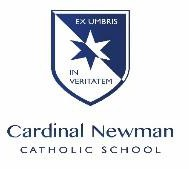 EX UMBRIS
IN
VERITATEM
Cardinal Newman
CATHOLIC SCHOOL